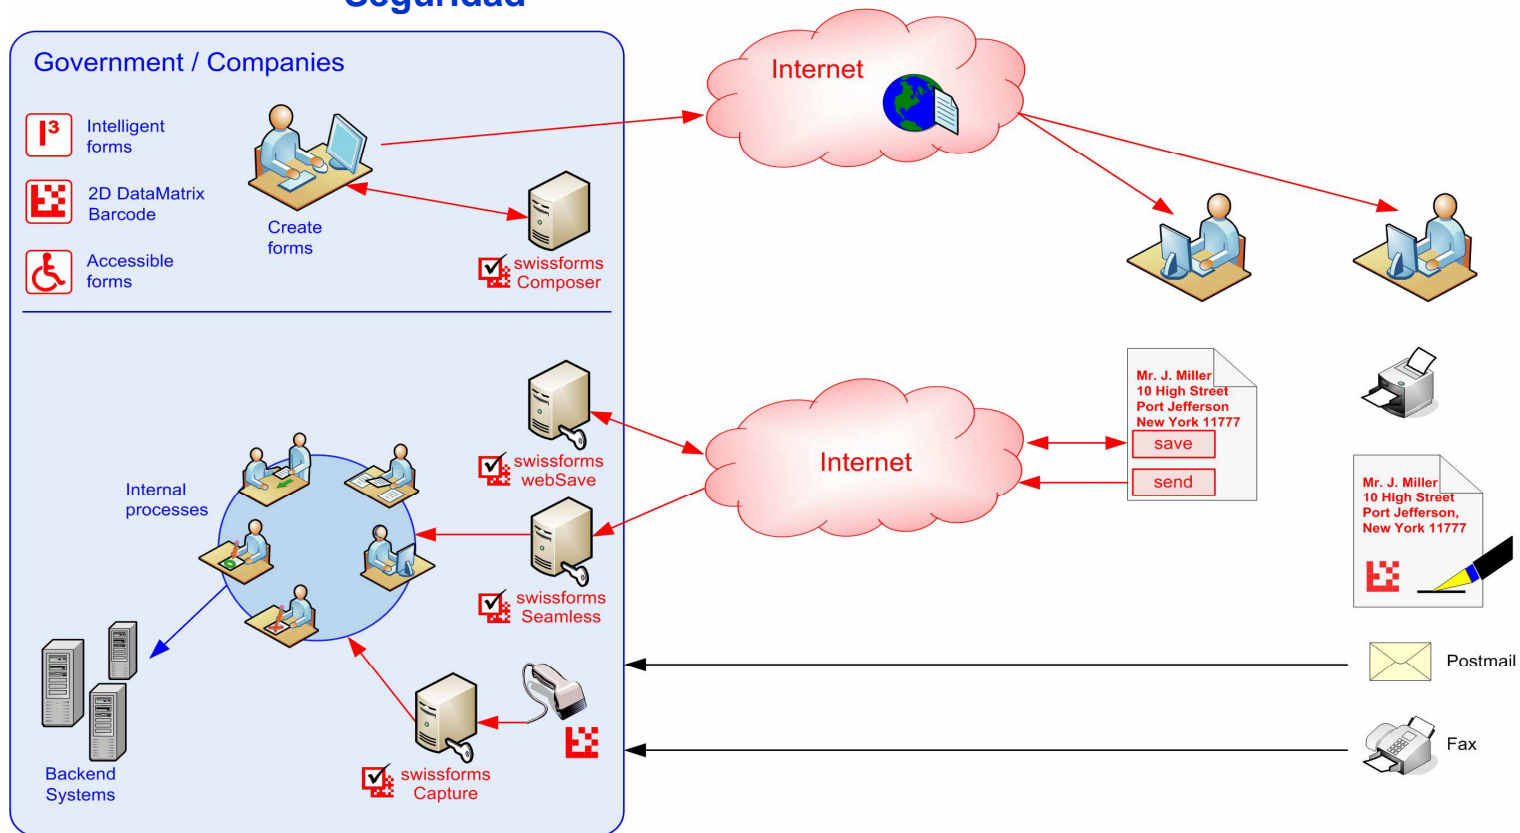 Seguridad
Government / Companies
I³
Intelligent
forms
2D DataMatrix
Barcode
Accessible
forms
Create
forms
swissforms
Composer
Internet
Internal
processes
swissforms
webSave
swissforms
Seamless
swissforms
Capture
Backend
Systems
Internet
Mr. J. Miller
10 High Street
Port Jefferson
New York 11777
save
send
Mr. J. Miller
10 High Street
Port Jefferson,
New York 11777
Postmail
Fax